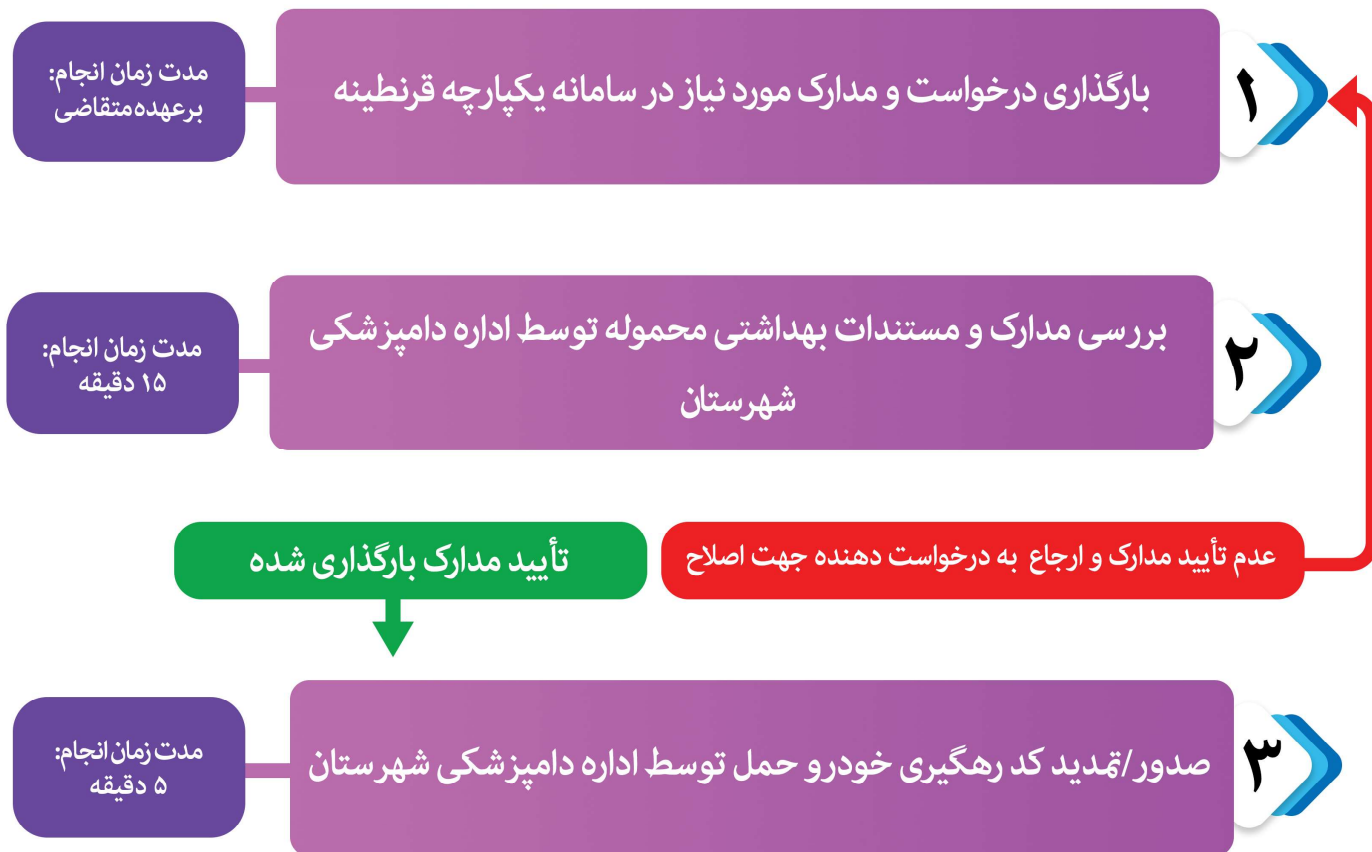 ۱
بارگذاری درخواست و مدارک مورد نیاز در سامانه یکپارچه قرنطینه
مدت زمان انجام:
برعهده‌متقاضی
۲
بررسی مدارک و مستندات بهداشتی محموله توسط اداره دامپزشکی
شهرستان
مدت زمان انجام:
۱۵ دقیقه
عدم تأیید مدارک و ارجاع به درخواست دهنده جهت اصلاح
تأیید مدارک بارگذاری شده
۳
صدور/تمدید کد رهگیری خودرو حمل توسط اداره دامپزشکی شهرستان
مدت زمان انجام:
۵ دقیقه